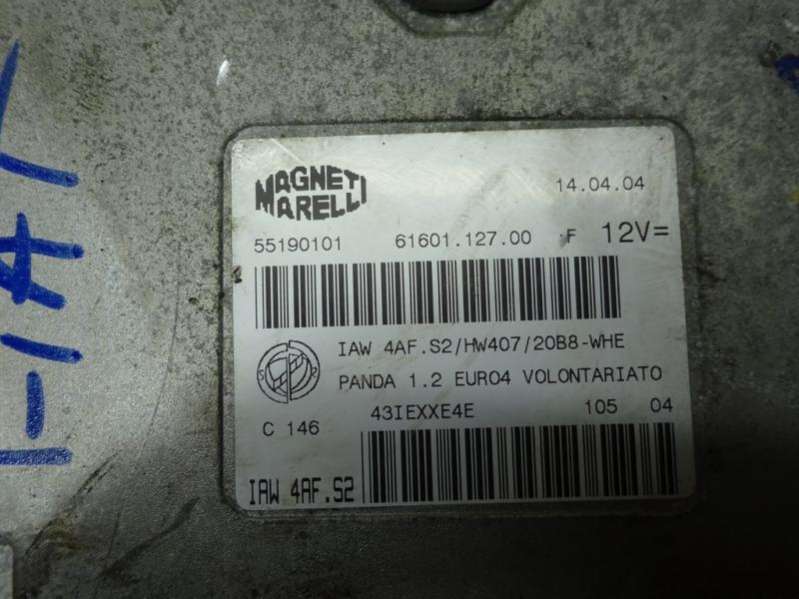 MAGNETI
MARELLI
14.04.04
55190101 61601.127.00 F 12V=
IAW 4AF.S2/HW407/20B8-WHE
PANDA 1.2 EURO4 VOLONTARIATO
C 146 43IEXXE4E 105 04
IAW 4AF.S2